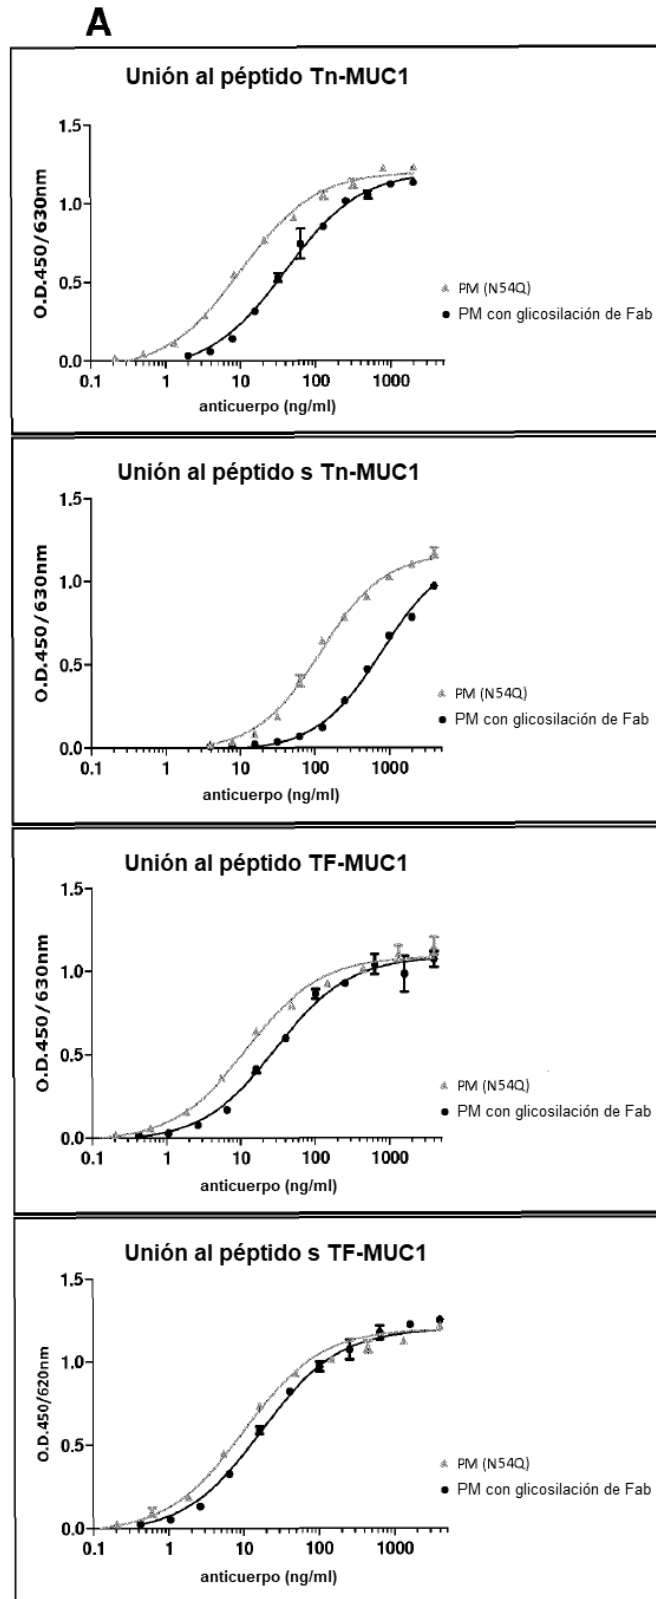 A
Unión al péptido Tn-MUC1
1.5
1.0
0.5
0.0
O.D.450/630nm
0.1 1 10 100 1000
anticuerpo (ng/ml)
PM (N54Q)
PM con glicosilación de Fab
Unión al péptido s Tn-MUC1
1.5
1.0
0.5
0.0
O.D.450/630nm
0.1 1 10 100 1000
anticuerpo (ng/ml)
PM (N54Q)
PM con glicosilación de Fab
Unión al péptido TF-MUC1
1.5
1.0
0.5
0.0
O.D.450/630nm
0.1 1 10 100 1000
anticuerpo (ng/ml)
PM (N54Q)
PM con glicosilación de Fab
Unión al péptido s TF-MUC1
1.5
1.0
0.5
0.0
O.D.450/620nm
0.1 1 10 100 1000
anticuerpo (ng/ml)
PM (N54Q)
PM con glicosilación de Fab